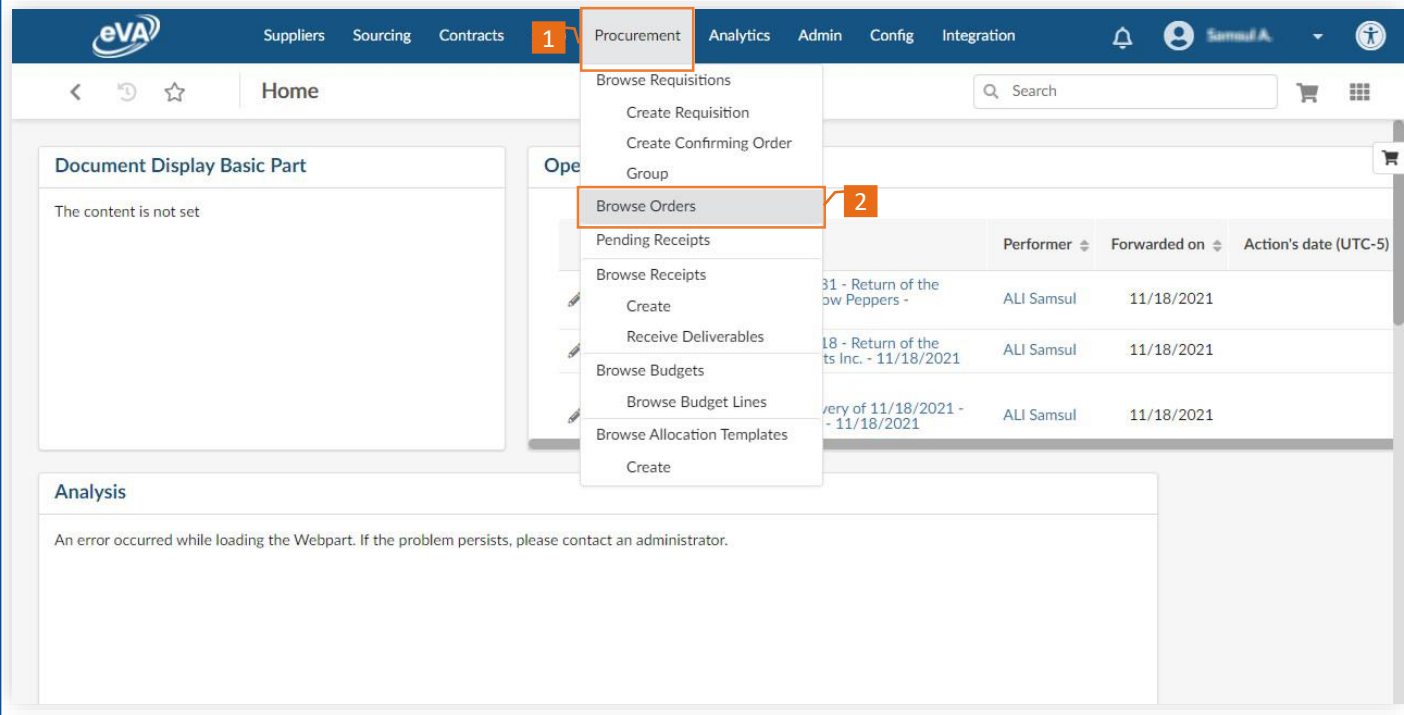 eVA
Suppliers Sourcing Contracts 1 Procurement Analytics Admin Config Integration Samsul A.
Home
Search
Browse Requisitions
Create Requisition
Create Confirming Order
Group
Browse Orders
2
Pending Receipts
Browse Receipts
Create
Receive Deliverables
Browse Budgets
Browse Budget Lines
Browse Allocation Templates
Create
Document Display Basic Part
The content is not set
Ope
Performer Forwarded on Action's date (UTC-5)
31 - Return of the
ow Peppers -
ALI Samsul 11/18/2021
18 - Return of the
ts Inc. - 11/18/2021
ALI Samsul 11/18/2021
very of 11/18/2021 -
- 11/18/2021
ALI Samsul 11/18/2021
Analysis
An error occurred while loading the Webpart. If the problem persists, please contact an administrator.